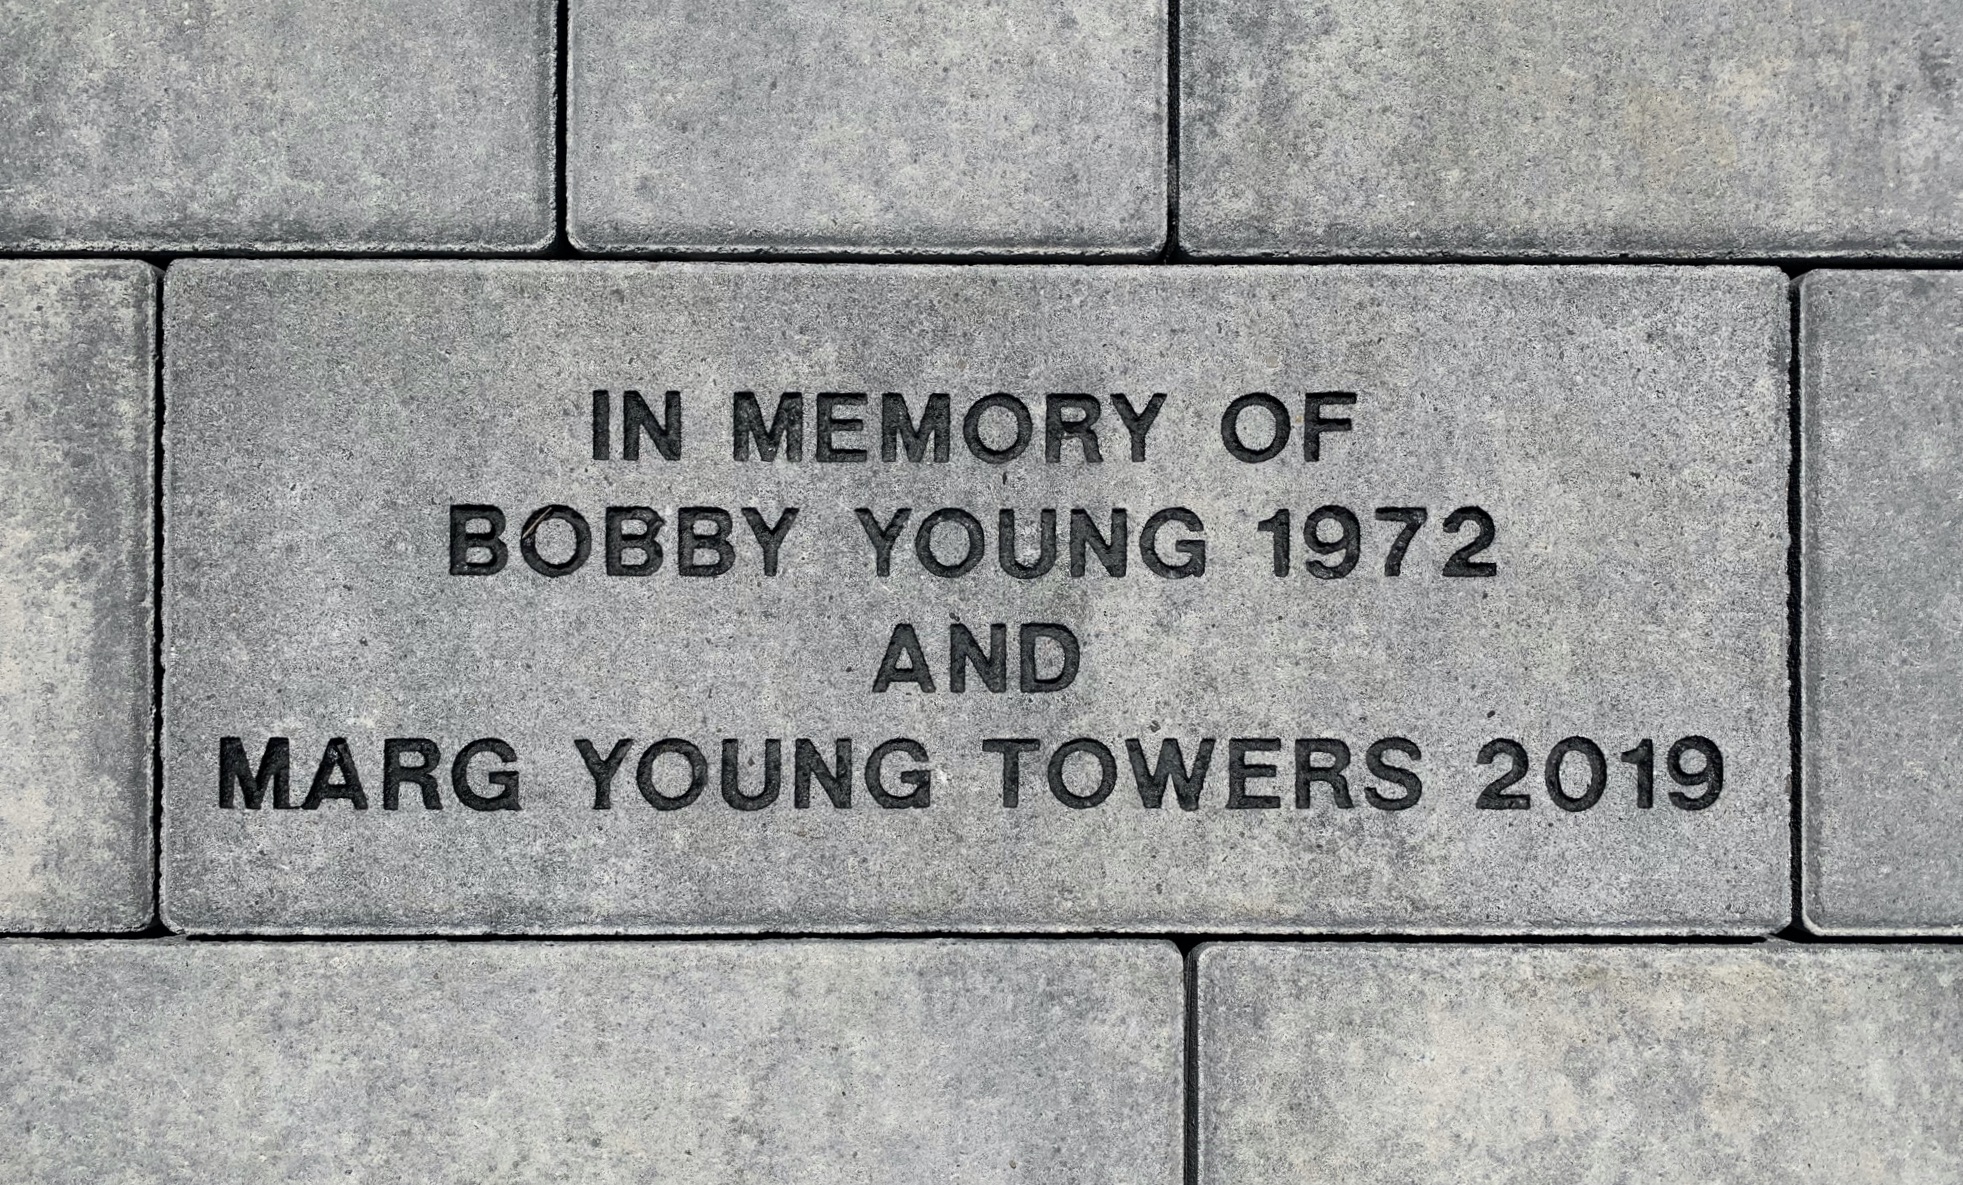 IN MEMORY OF
BOBBY YOUNG 1972
AND
MARG YOUNG TOWERS 2019